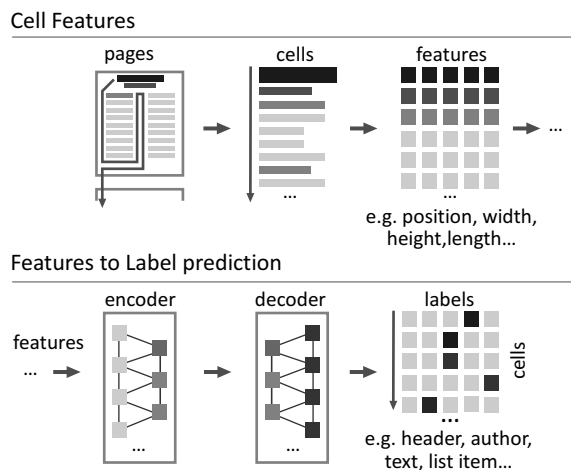 Cell Features
pages
cells
features
...
...
...
e.g. position, width,
height,length...
Features to Label prediction
encoder
decoder
labels
features
...
cells
...
...
...
e.g. header, author,
text, list item...